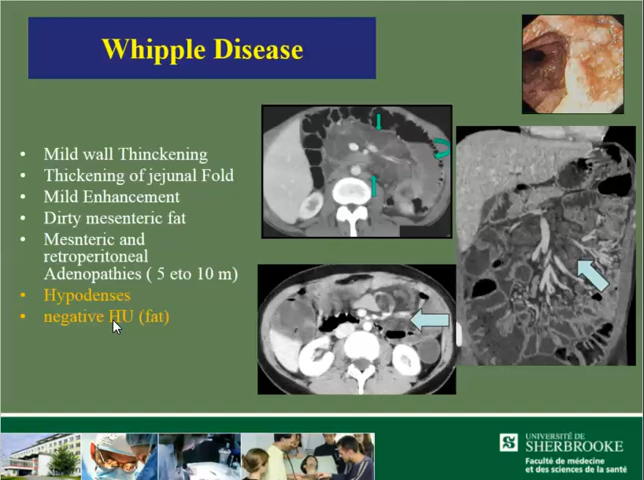 Whipple Disease
• Mild wall Thinckening
• Thickening of jejunal Fold
• Mild Enhancement
• Dirty mesenteric fat
• Mesnteric and
retroperitoneal
Adenopathies ( 5 eto 10 m)
• Hypodenses
• negative HU (fat)
S
UNIVERSITÉ DE
SHERBROOKE
Faculté de médecine
et des sciences de la santé